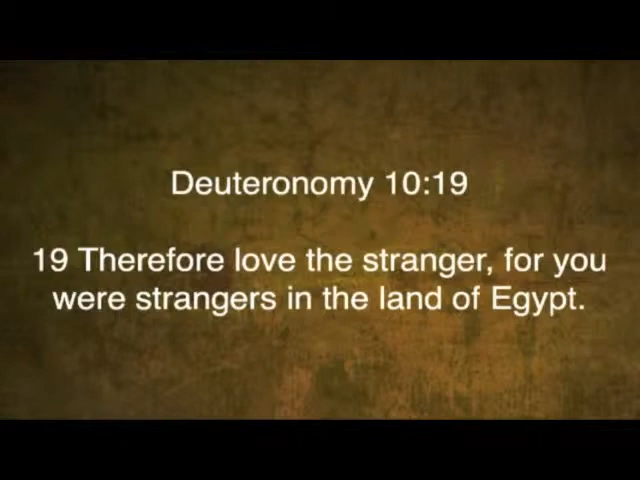 Deuteronomy 10:19
19 Therefore love the stranger, for you
were strangers in the land of Egypt.